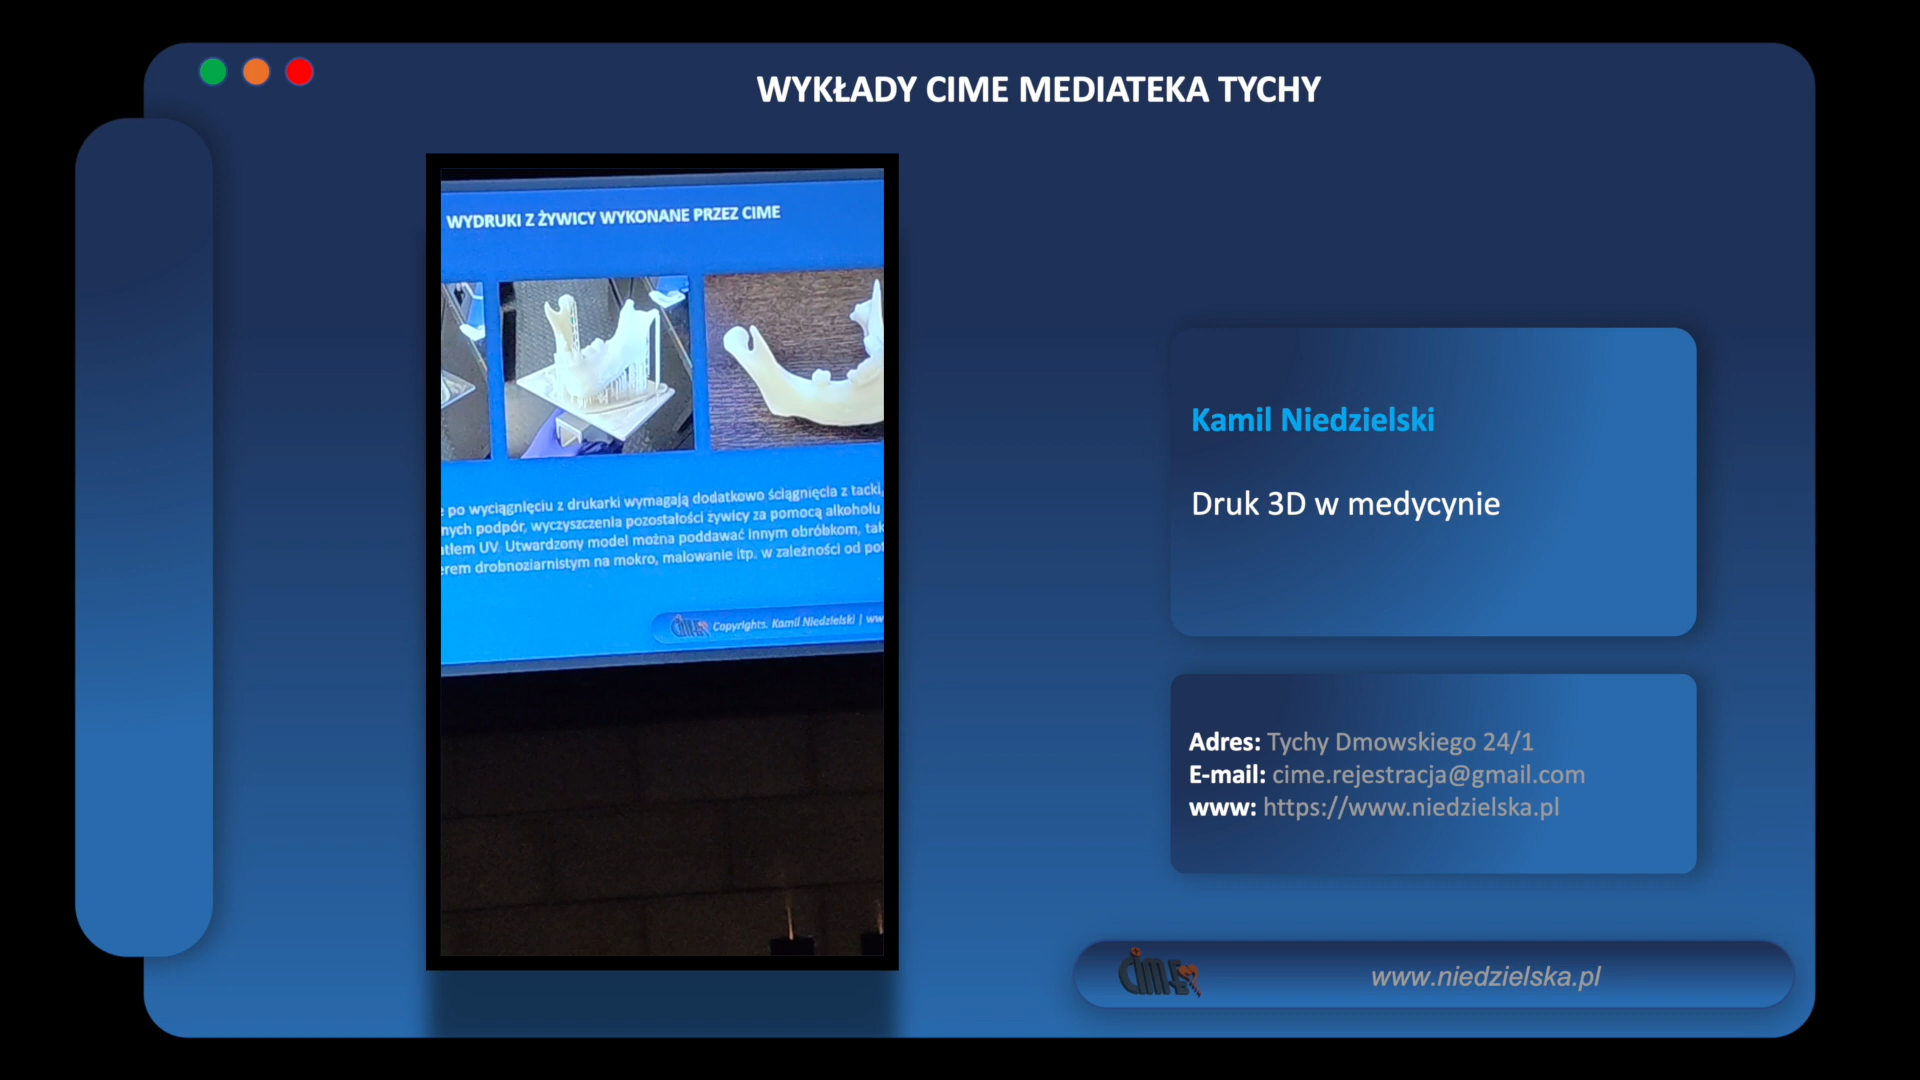 WYKŁADY CIME MEDIATEKA TYCHY
WYDRUKI Z ŻYWICY WYKONANE PRZEZ CIME
po wyciągnięciu z drukarki wymagają dodatkowo ściągnięcia z tacki,
nych podpór, wyczyszczenia pozostałości żywicy za pomocą alkoholu
tłem UV. Utwardzony model można poddawać innym obróbkom, tak
erem drobnoziarnistym na mokro, malowanie itp. w zależności od pot
cime Copyrights. Kamil Niedzielski | ww
Kamil Niedzielski
Druk 3D w medycynie
Adres: Tychy Dmowskiego 24/1
E-mail: cime.rejestracja@gmail.com
www: https://www.niedzielska.pl
cime www.niedzielska.pl